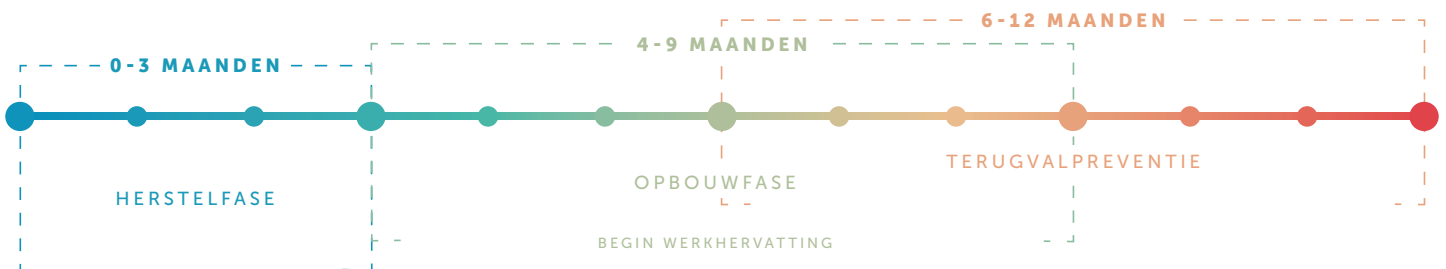 6-12 MAANDEN
4-9 MAANDEN
0-3 MAANDEN
TERUGVALPREVENTIE
OPBOUWFASE
HERSTELFASE
BEGIN WERKHERVATTING